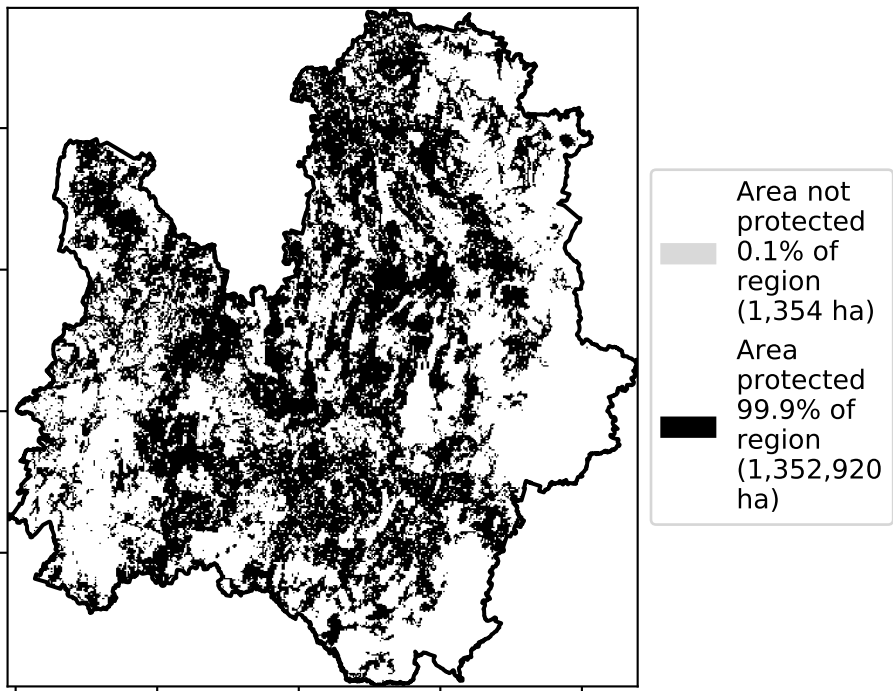 Area not
protected
0.1% of
region
(1,354 ha)
Area
protected
99.9% of
region
(1,352,920
ha)